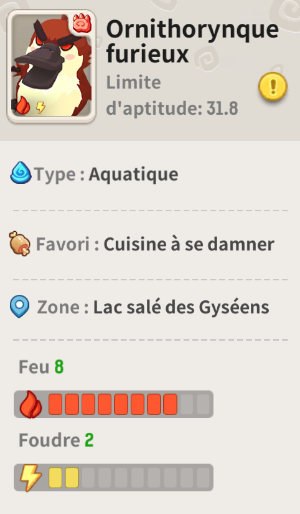 Ornithorynque
furieux
Limite
d'aptitude: 31.8
Type : Aquatique
Favori : Cuisine à se damner
Zone : Lac salé des Gyséens
Feu 8
Foudre 2